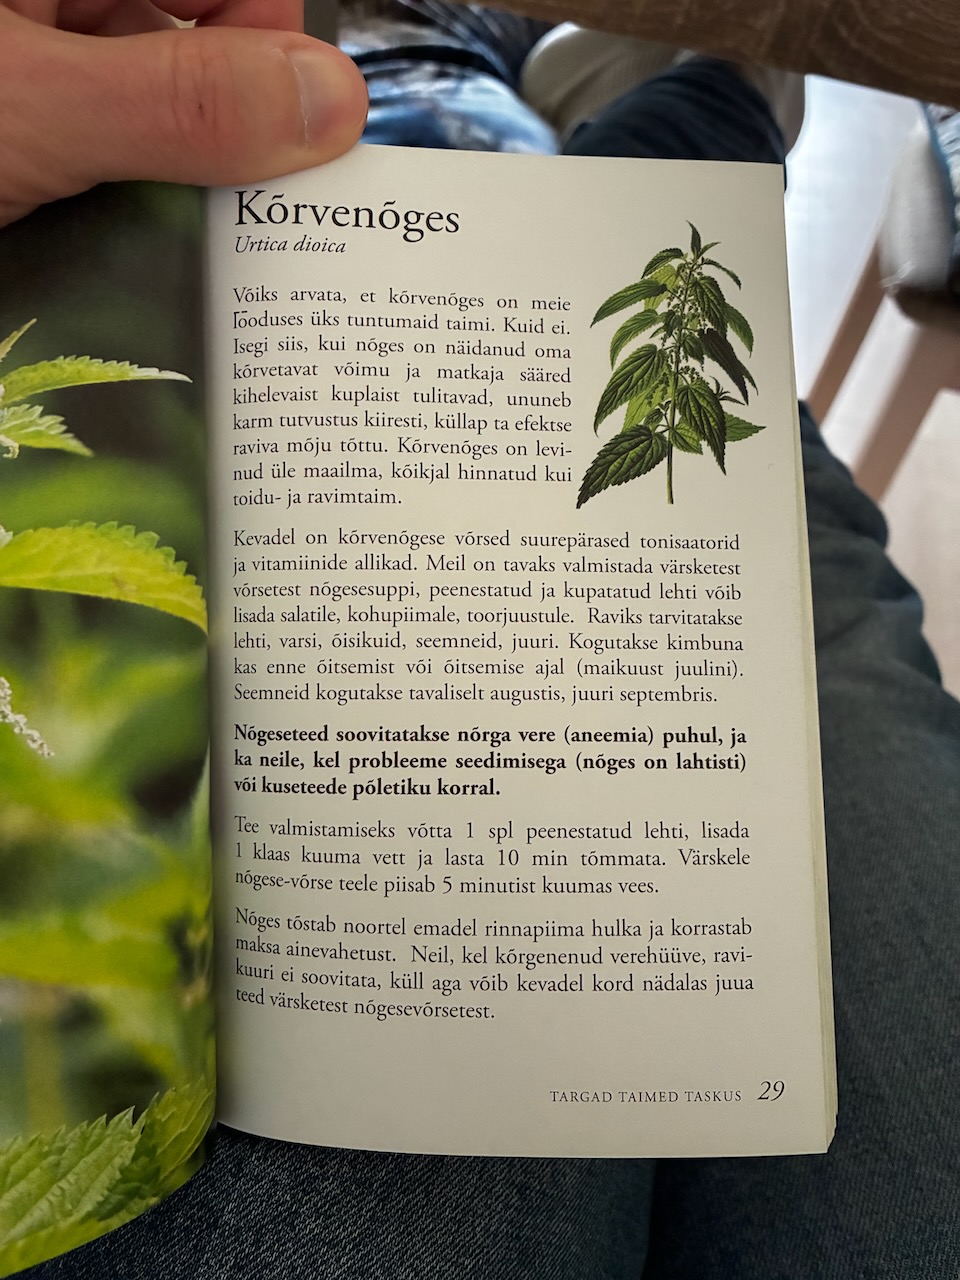 Kõrvenõges
Urtica dioica
Võiks arvata, et kõrvenõges on meie
looduses üks tuntumaid taimi. Kuid ei.
Isegi siis, kui nõges on näidanud oma
kõrvetavat võimu ja matkaja sääred
kihelevaist kuplaist tulitavad, ununeb
karm tutvustus kiiresti, küllap ta efektse
raviva mõju tõttu. Kõrvenõges on levi-
nud üle maailma, kõikjal hinnatud kui
toidu- ja ravimtaim.
Kevadel on kõrvenõgese võrsed suurepärased tonisaatorid
ja vitamiinide allikad. Meil on tavaks valmistada värsketest
võrsetest nõgesesuppi, peenestatud ja kupatatud lehti võib
lisada salatile, kohupiimale, toorjuustule. Raviks tarvitatakse
lehti, varsi, õisikuid, seemneid, juuri. Kogutakse kimbuna
kas enne õitsemist või õitsemise ajal (maikuust juulini).
Seemneid kogutakse tavaliselt augustis, juuri septembris.
Nõgeseteed soovitatakse nõrga vere (aneemia) puhul, ja
ka neile, kel probleeme seedimisega (nõges on lahtisti)
või kuseteede põletiku korral.
Tee valmistamiseks võtta 1 spl peenestatud lehti, lisada
1 klaas kuuma vett ja lasta 10 min tõmmata. Värskele
nõgese-võrse teele piisab 5 minutist kuumas vees.
Nõges tõstab noortel emadel rinnapiima hulka ja korrastab
maksa ainevahetust. Neil, kel kõrgenenud verehüüve, ravi-
kuuri ei soovitata, küll aga võib kevadel kord nädalas juua
teed värsketest nõgesevõrsetest.
TARGAD TAIMED TASKUS 29